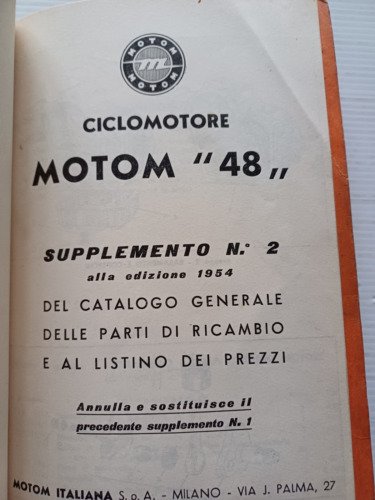 MOTOM
m
MOTOM
CICLOMOTORE
MOTOM "48„
SUPPLEMENTO N.° 2
alla edizione 1954
DEL CATALOGO GENERALE
DELLE PARTI DI RICAMBIO
E AL LISTINO DEI PREZZI
Annulla e sostituisce il
precedente supplemento N. 1
MOTOM ITALIANA S. p. A. - MILANO - VIA J. PALMA, 27